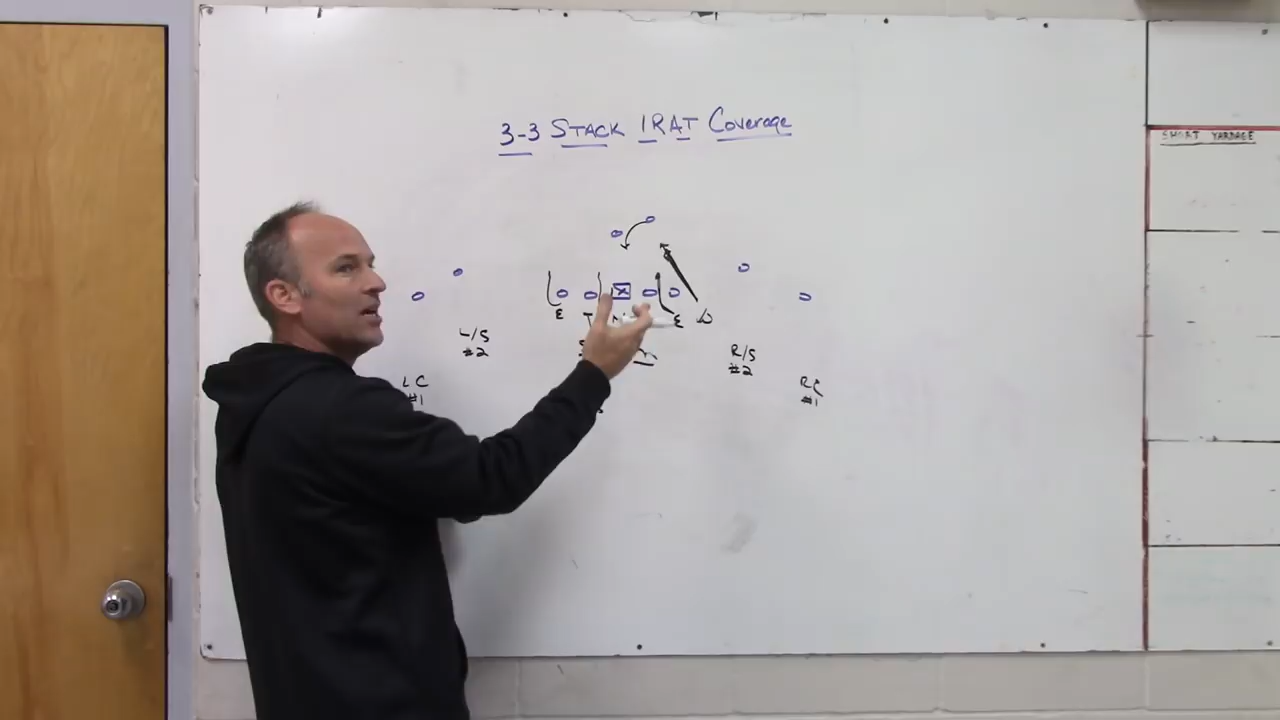 3-3 STACK 1RAT Coverage
SHORT YARDAGE
L/S
#2
R/S
#2
LC
#1
RC
#1
E
T
E